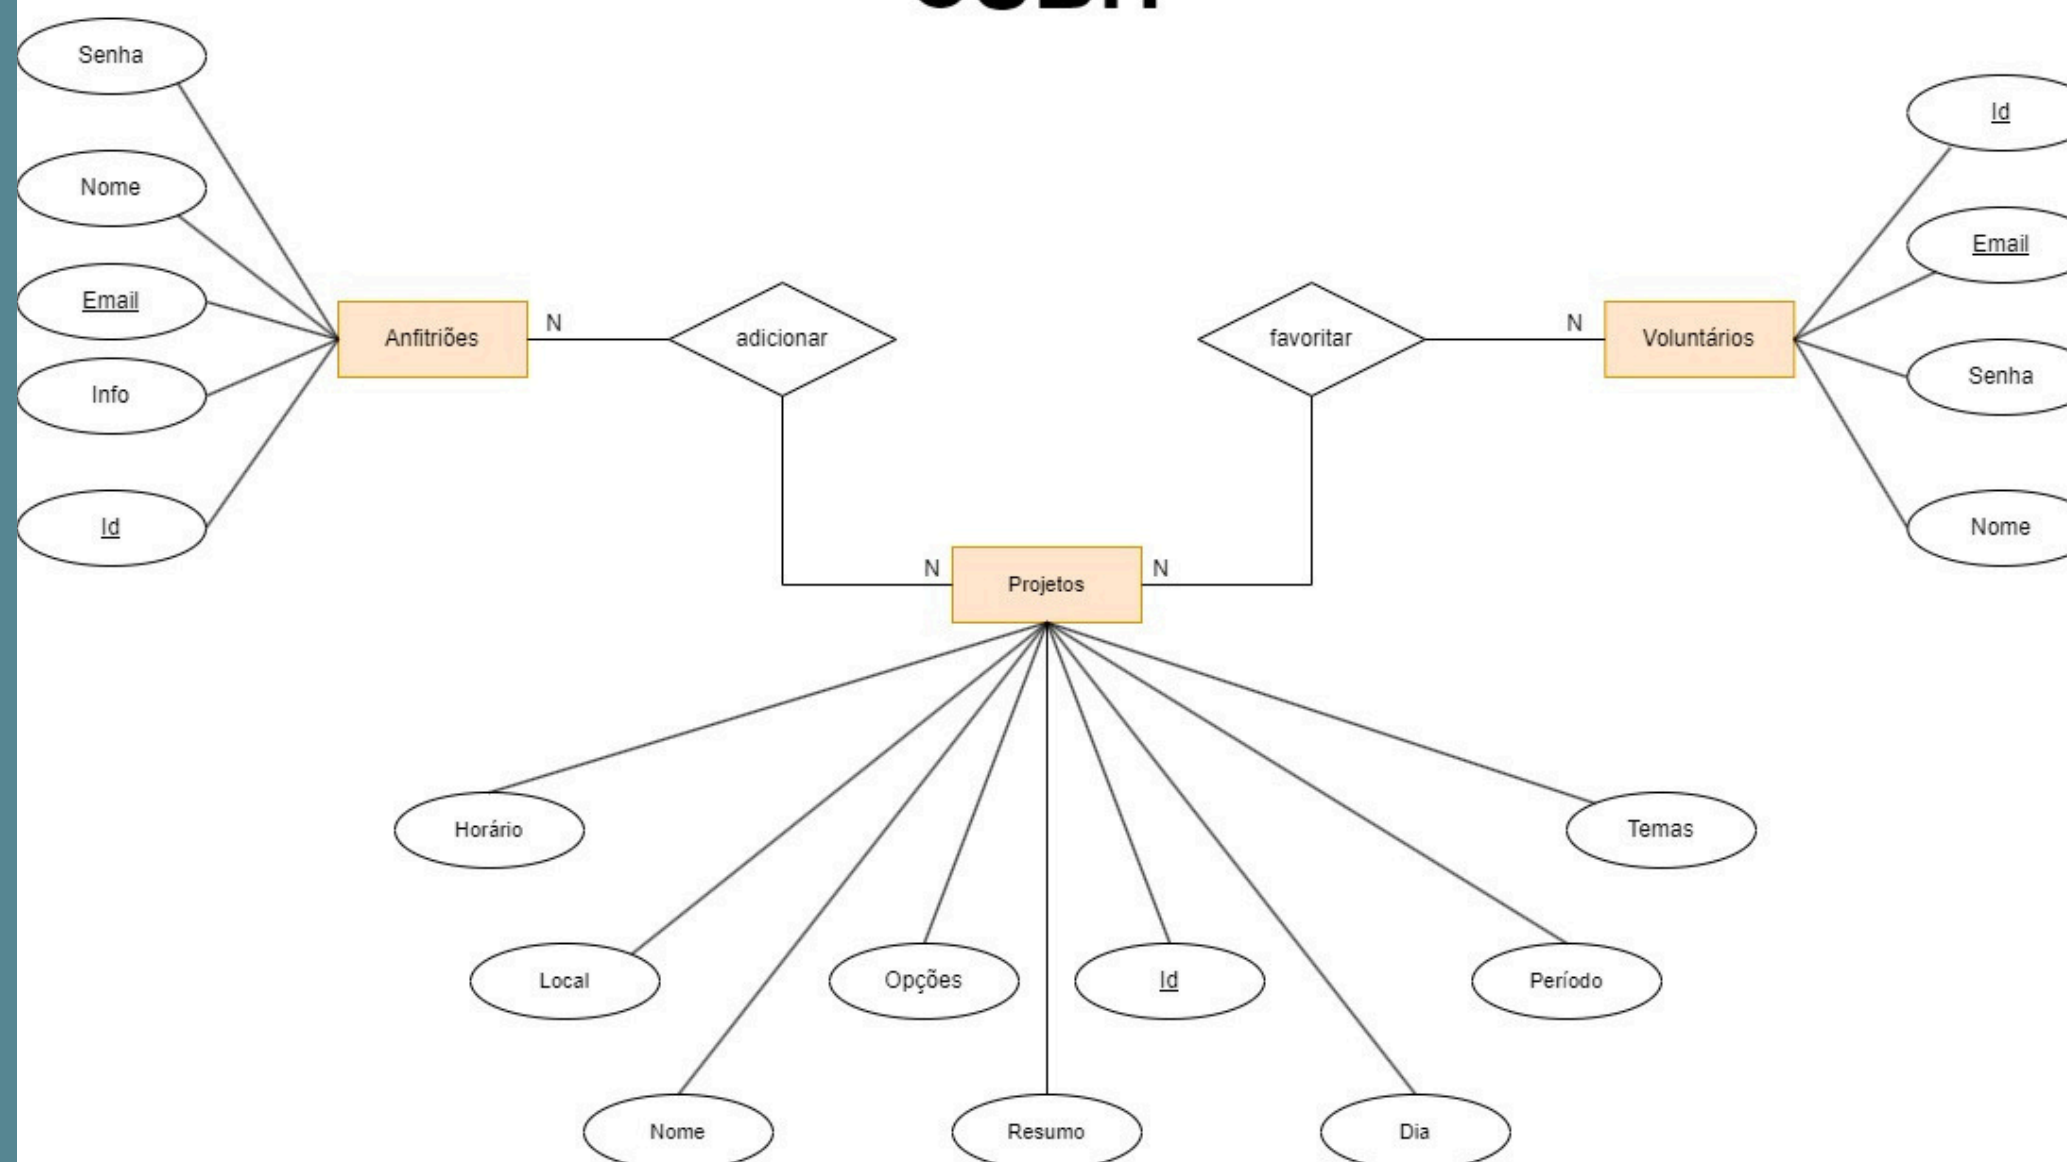 Senha
Id
Nome
Email
Email
N
N
Anfitriões
adicionar
favoritar
Voluntários
Info
Senha
Id
Nome
N
N
Projetos
Horário
Temas
Local
Opções
Id
Período
Nome
Resumo
Dia